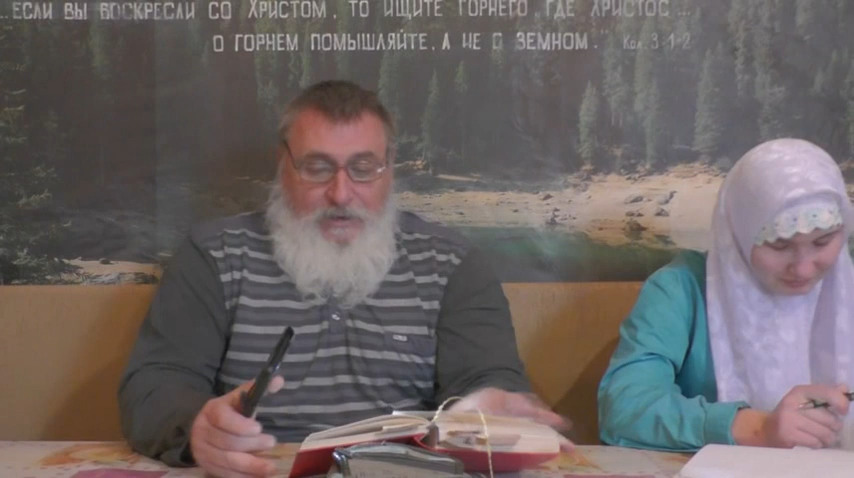 ..ЕСЛИ ВЫ ВОСКРЕСЛИ СО ХРИСТОМ, ТО ИЩИТЕ ГОРНЕГО, ГДЕ ХРИСТОС...
О ГОРНЕМ ПОМЫШЛЯЙТЕ, А НЕ О ЗЕМНОМ." Кол. 3-1-2